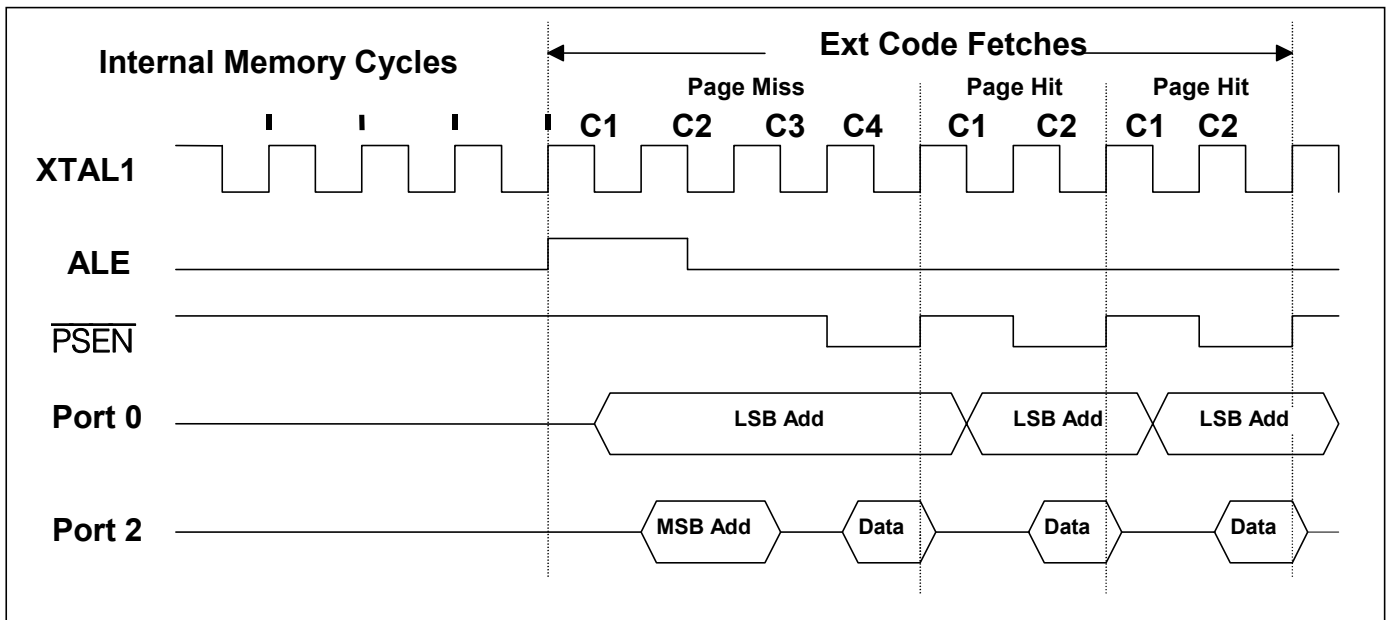 Ext Code Fetches
Internal Memory Cycles
Page Miss Page Hit Page Hit
C1 C2 C3 C4 C1 C2 C1 C2
XTAL1
ALE
PSEN
Port 0 LSB Add LSB Add LSB Add
Port 2 MSB Add Data Data Data